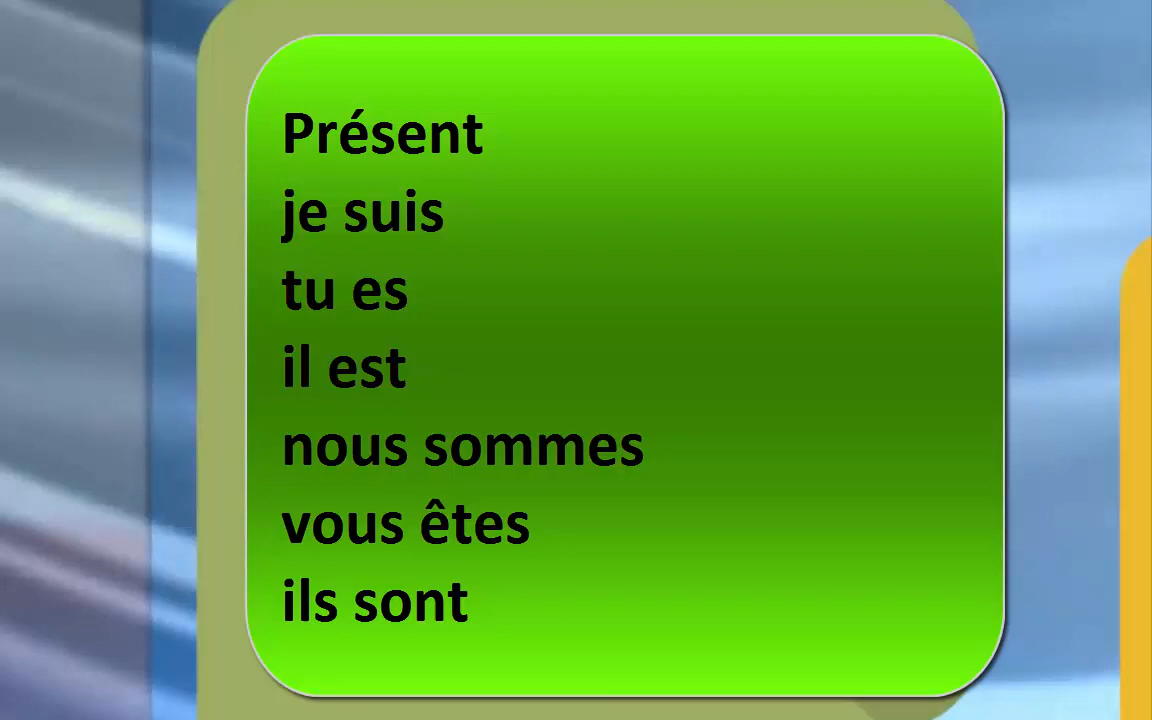 Présent
je suis
tu es
il est
nous sommes
vous êtes
ils sont